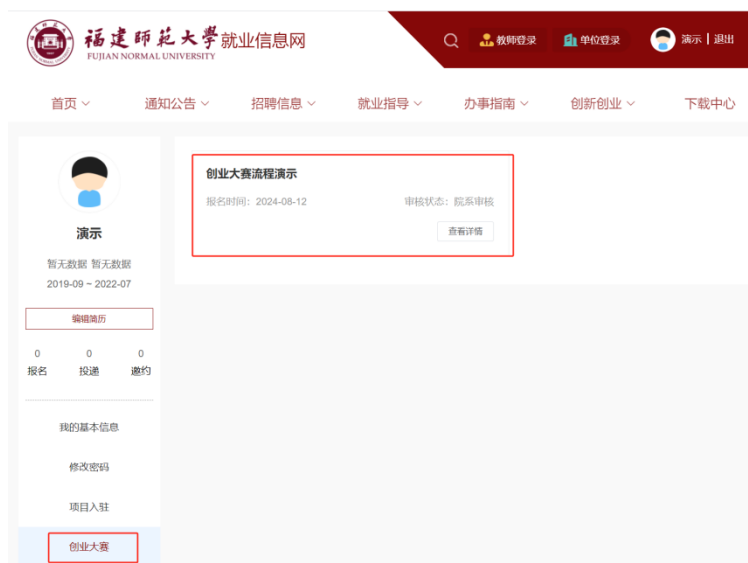 福建师范大學就业信息网
FUJIAN NORMAL UNIVERSITY
教师登录 单位登录 演示 | 退出
首页 通知公告 招聘信息 就业指导 办事指南 创新创业 下载中心
演示
暂无数据 暂无数据
2019-09 ~ 2022-07
编辑简历
0 0 0
报名 投递 邀约
我的基本信息
修改密码
项目入驻
创业大赛
创业大赛流程演示
报名时间：2024-08-12 审核状态：院系审核
查看详情